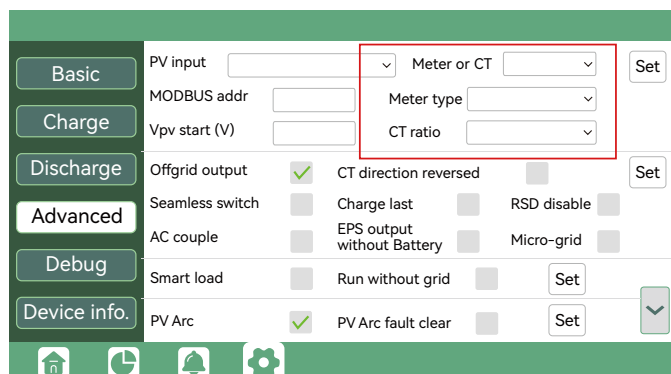 PV input Meter or CT Set
Basic
MODBUS addr Meter type
Charge
Vpv start (V) CT ratio
Discharge
Offgrid output CT direction reversed Set
Advanced
Seamless switch Charge last RSD disable
AC couple EPS output without Battery Micro-grid
Debug
Smart load Run without grid Set
Device info.
PV Arc PV Arc fault clear Set